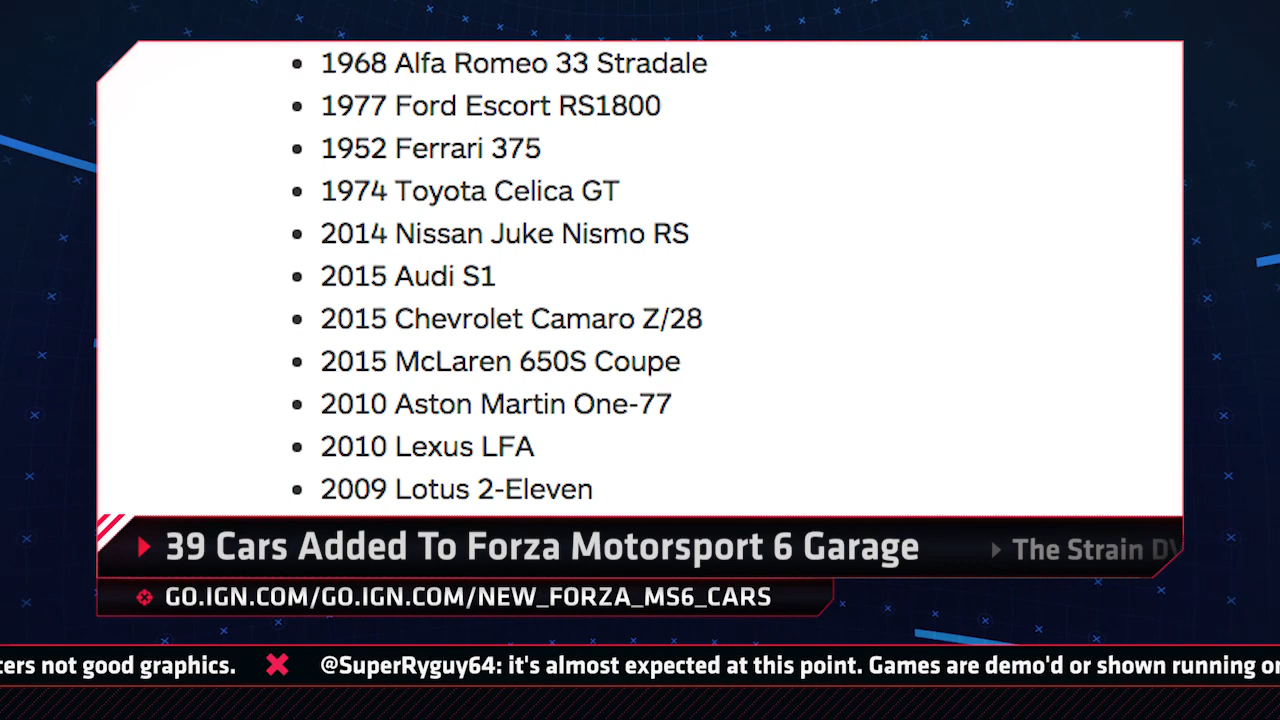 • 1968 Alfa Romeo 33 Stradale
• 1977 Ford Escort RS1800
• 1952 Ferrari 375
• 1974 Toyota Celica GT
• 2014 Nissan Juke Nismo RS
• 2015 Audi S1
• 2015 Chevrolet Camaro Z/28
• 2015 McLaren 650S Coupe
• 2010 Aston Martin One-77
• 2010 Lexus LFA
• 2009 Lotus 2-Eleven
39 Cars Added To Forza Motorsport 6 Garage
The Strain
GO.IGN.COM/GO.IGN.COM/NEW_FORZA_MS6_CARS
ters not good graphics. @SuperRyguy64: it's almost expected at this point. Games are demo'd or shown running